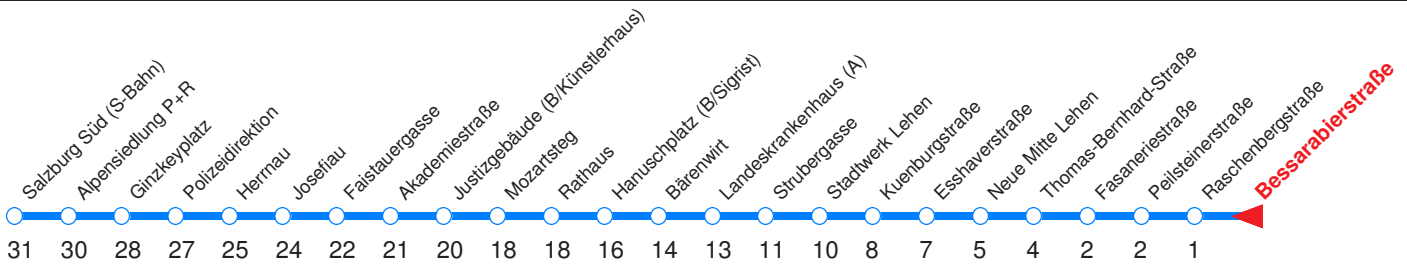 Salzburg Süd (S-Bahn)
Alpensiedlung P+R
Ginzkeyplatz
Polizeidirektion
Herrnau
Josefiau
Faistauergasse
Akademiestraße
Justizgebäude (B/Künstlerhaus)
Mozartsteg
Rathaus
Hanuschplatz (B/Sigrist)
Bärenwirt
Landeskrankenhaus (A)
Strubergasse
Stadtwerk Lehen
Kuenburgstraße
Esshaverstraße
Neue Mitte Lehen
Thomas-Bernhard-Straße
Fasaneriestraße
Peilsteinerstraße
Raschenbergstraße
Bessarabierstraße
31 30 28 27 25 24 22 21 20 18 18 16 14 13 11 10 8 7 5 4 2 2 1